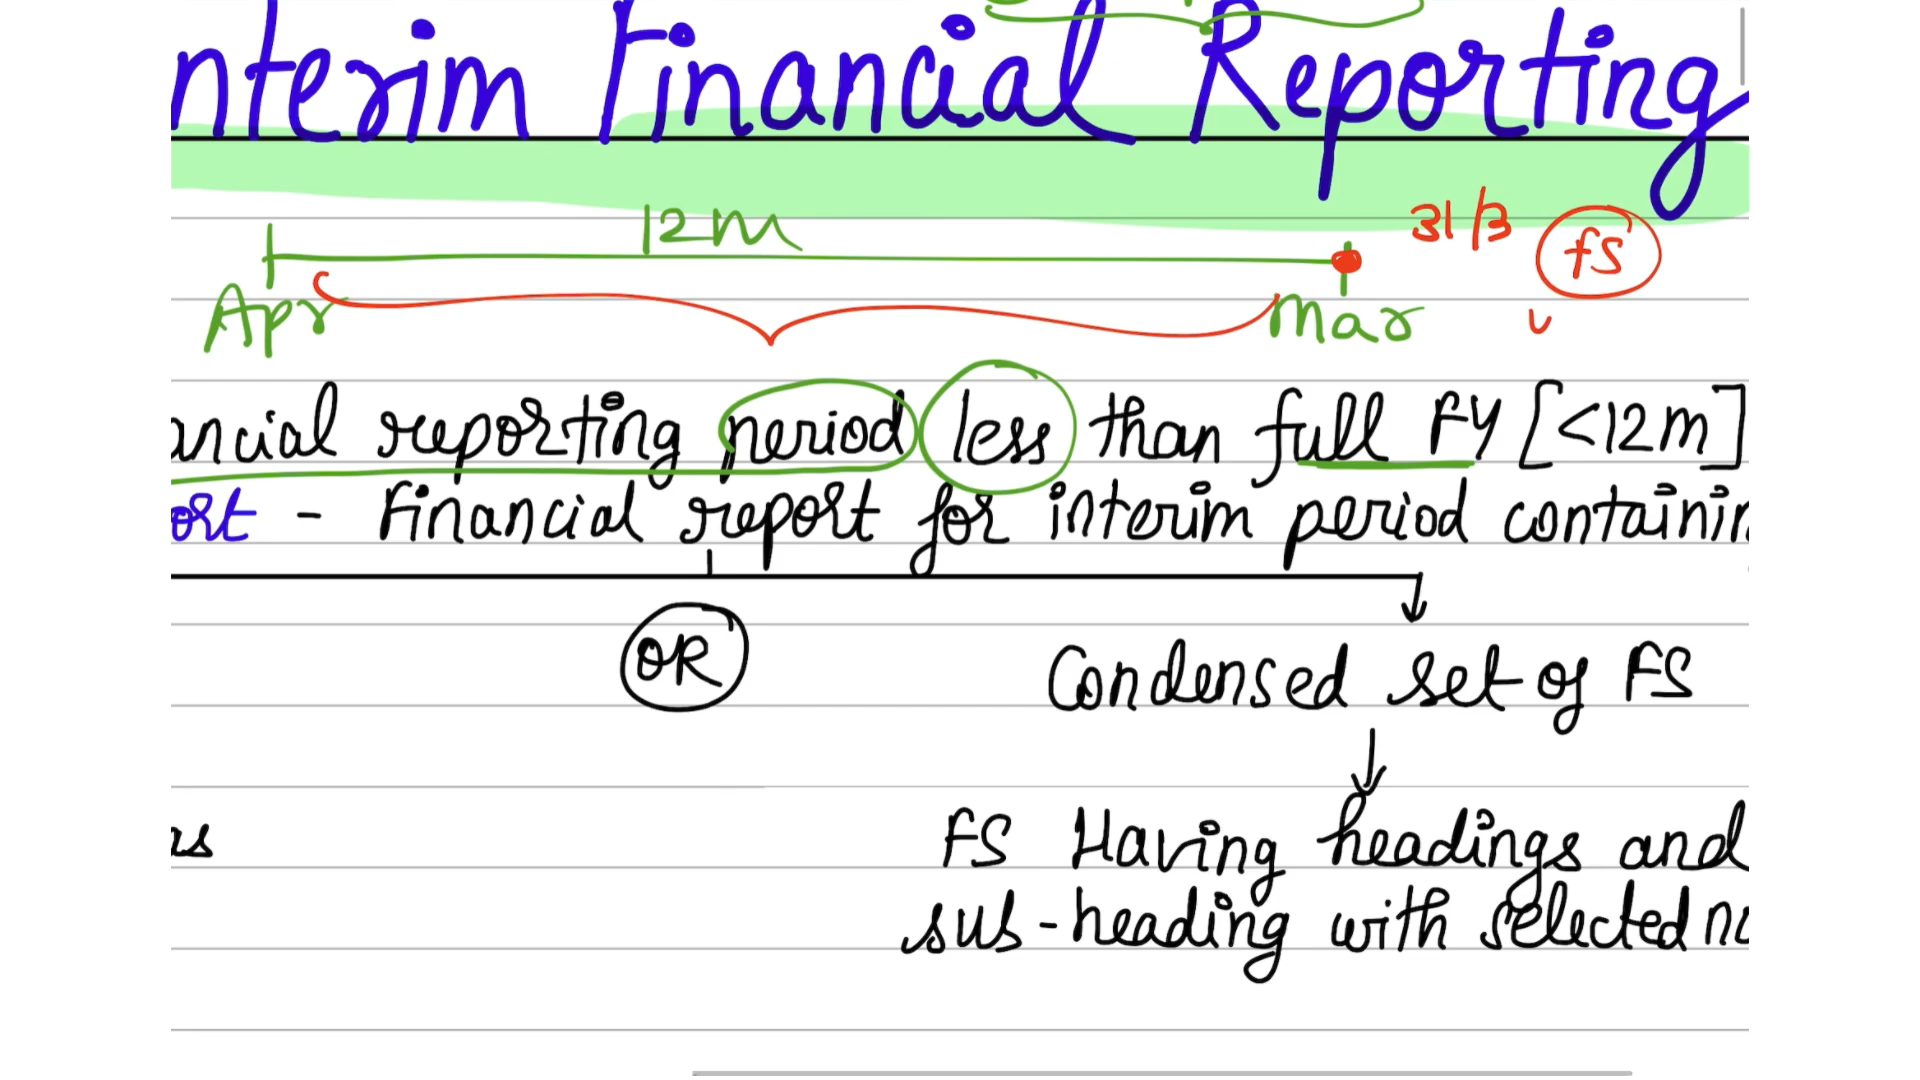 nterim Financial Reporting
12M
31/3 fS
Apr Mar
ancial reporting period less than full FY [<12m]
ort - Financial report for interim period containin
OR
Condensed set of FS
as FS Having headings and
sub-heading with selected